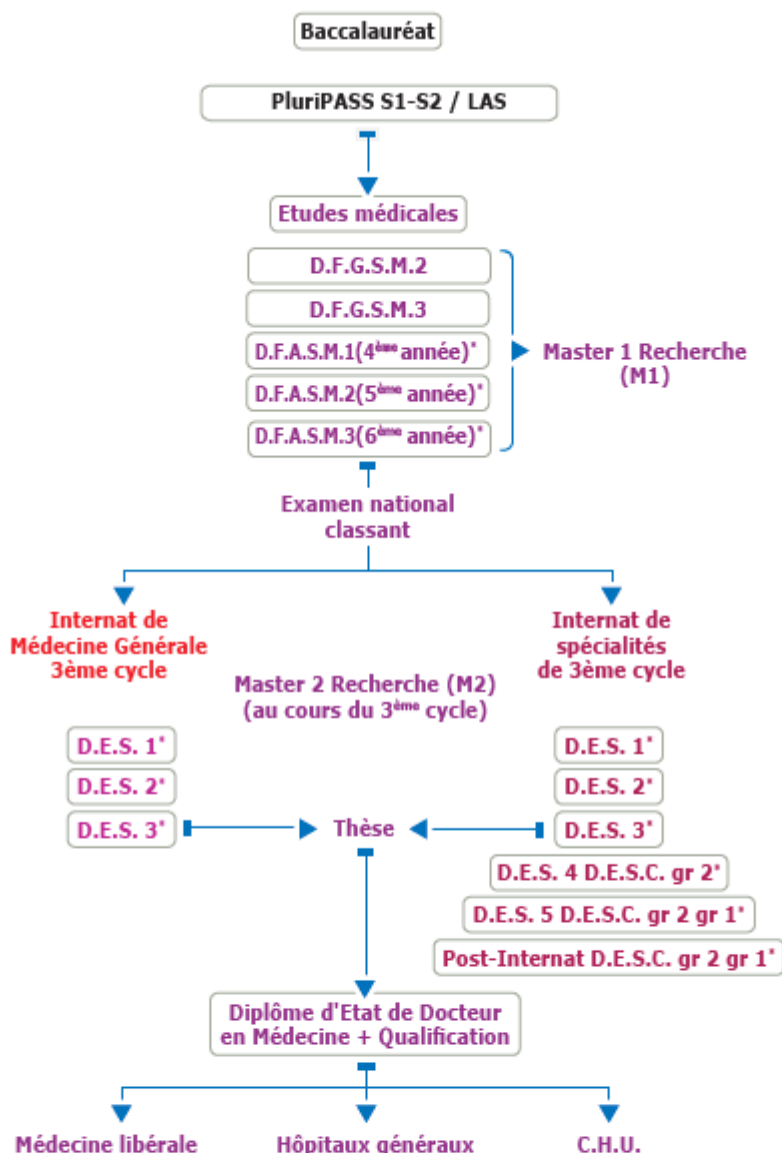 Baccalauréat
PluriPASS S1-S2 / LAS
Etudes médicales
D.F.G.S.M.2
D.F.G.S.M.3
D.F.A.S.M.1(4ème année)*
D.F.A.S.M.2(5ème année)*
D.F.A.S.M.3(6ème année)*
Master 1 Recherche
(M1)
Examen national
classant
Internat de
Médecine Générale
3ème cycle
Internat de
spécialités
de 3ème cycle
Master 2 Recherche (M2)
(au cours du 3ème cycle)
D.E.S. 1*
D.E.S. 2*
D.E.S. 3*
Thèse
D.E.S. 1*
D.E.S. 2*
D.E.S. 3*
D.E.S. 4 D.E.S.C. gr 2*
D.E.S. 5 D.E.S.C. gr 2 gr 1*
Post-Internat D.E.S.C. gr 2 gr 1*
Diplôme d'Etat de Docteur
en Médecine + Qualification
Médecine libérale
Hôpitaux généraux
C.H.U.